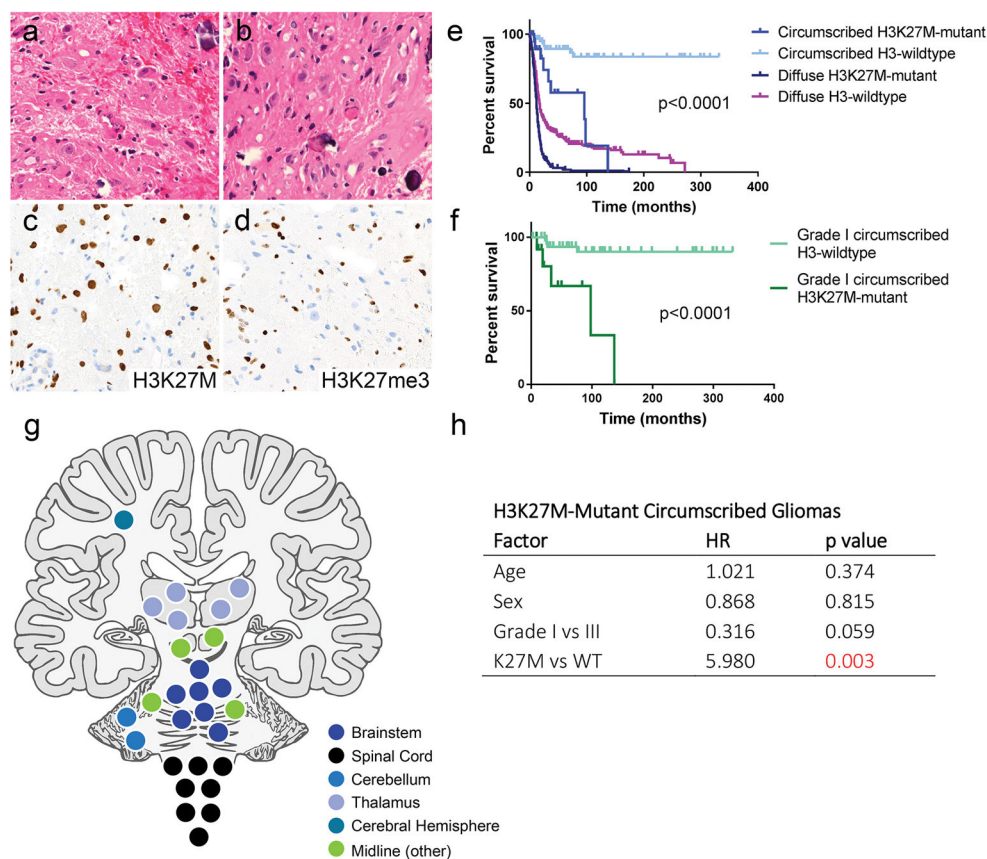 a
b
c
H3K27M
d
H3K27me3
e
Percent survival
100
50
0
0
100
200
300
400
Time (months)
p<0.0001
Circumscribed H3K27M-mutant
Circumscribed H3-wildtype
Diffuse H3K27M-mutant
Diffuse H3-wildtype
f
Percent survival
100
50
0
0
100
200
300
400
Time (months)
p<0.0001
Grade I circumscribed
H3-wildtype
Grade I circumscribed
H3K27M-mutant
g
Brainstem
Spinal Cord
Cerebellum
Thalamus
Cerebral Hemisphere
Midline (other)
h
H3K27M-Mutant Circumscribed Gliomas
Factor HR p value
Age 1.021 0.374
Sex 0.868 0.815
Grade I vs III 0.316 0.059
K27M vs WT 5.980 0.003